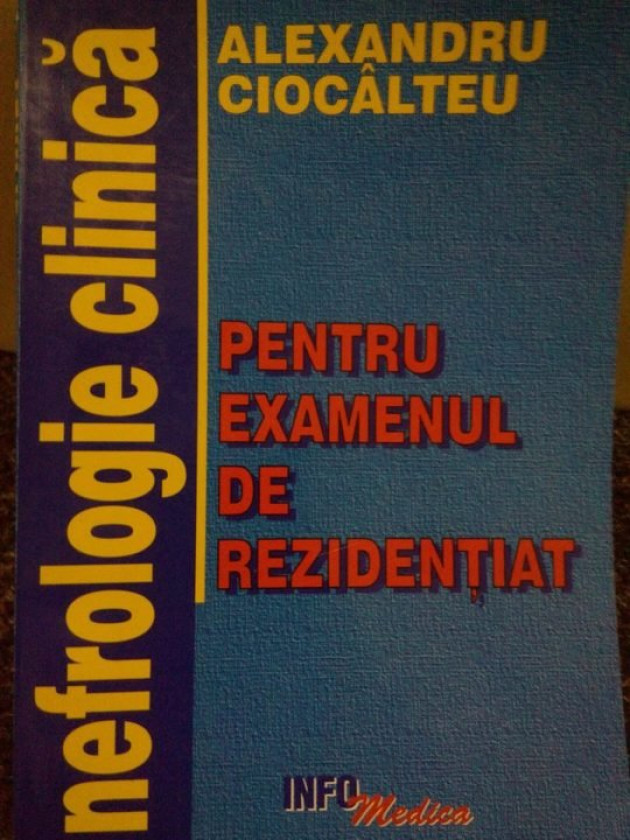 ALEXANDRU
CIOCÂLTEU
nefrologie clinică
PENTRU
EXAMENUL
DE
REZIDENȚIAT
INFO
Medica